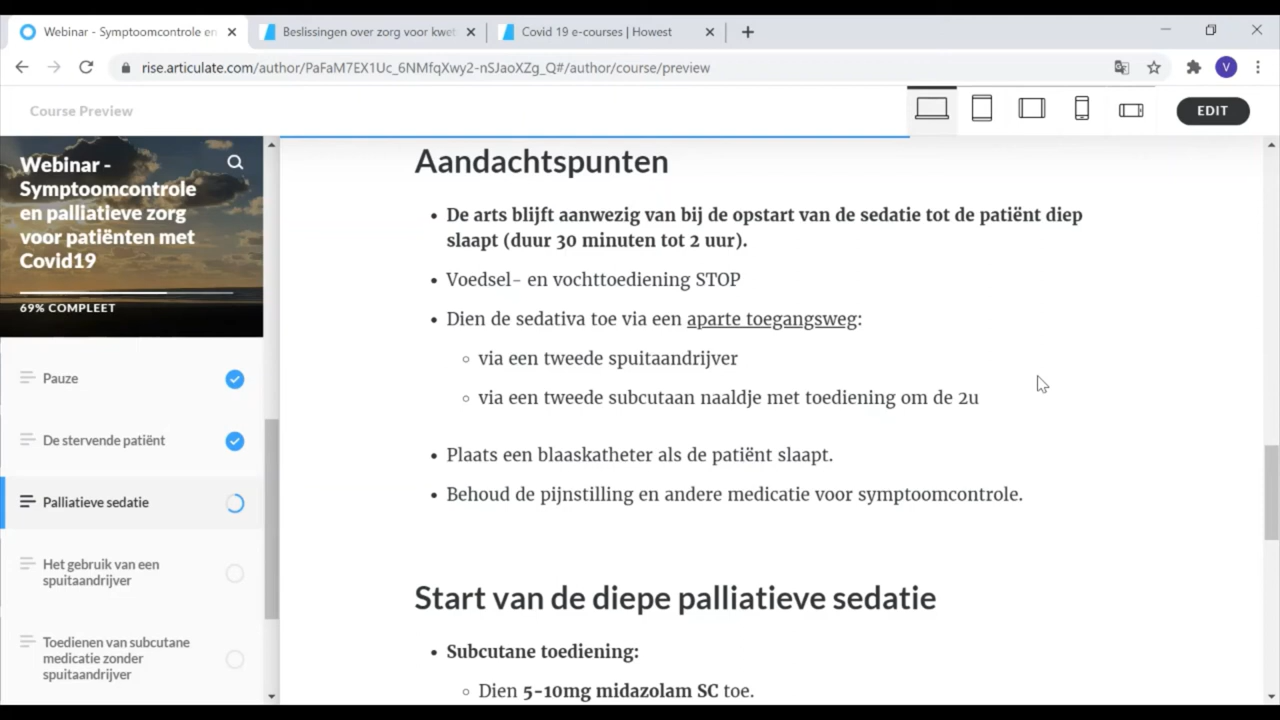 Webinar - Symptoomcontrole en
Beslissingen over zorg voor kwet
Covid 19 e-courses | Howest
rise.articulate.com/author/PaFaM7EX1Uc_6NMfqXwy2-nSJaoXZg_Q#/author/course/preview
V
Course Preview
EDIT
Webinar -
Symptoomcontrole
en palliatieve zorg
voor patiënten met
Covid19
69% COMPLEET
Pauze
De stervende patiënt
Palliatieve sedatie
Het gebruik van een
spuitaandrijver
Toedienen van subcutane
medicatie zonder
spuitaandrijver
Aandachtspunten
• De arts blijft aanwezig van bij de opstart van de sedatie tot de patiënt diep
slaapt (duur 30 minuten tot 2 uur).
• Voedsel- en vochttoediening STOP
• Dien de sedativa toe via een aparte toegangsweg:
◦ via een tweede spuitaandrijver
◦ via een tweede subcutaan naaldje met toediening om de 2u
• Plaats een blaaskatheter als de patiënt slaapt.
• Behoud de pijnstilling en andere medicatie voor symptoomcontrole.
Start van de diepe palliatieve sedatie
• Subcutane toediening:
◦ Dien 5-10mg midazolam SC toe.